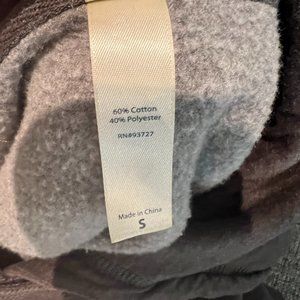 60% Cotton
40% Polyester
RN#93727
Made in China
S